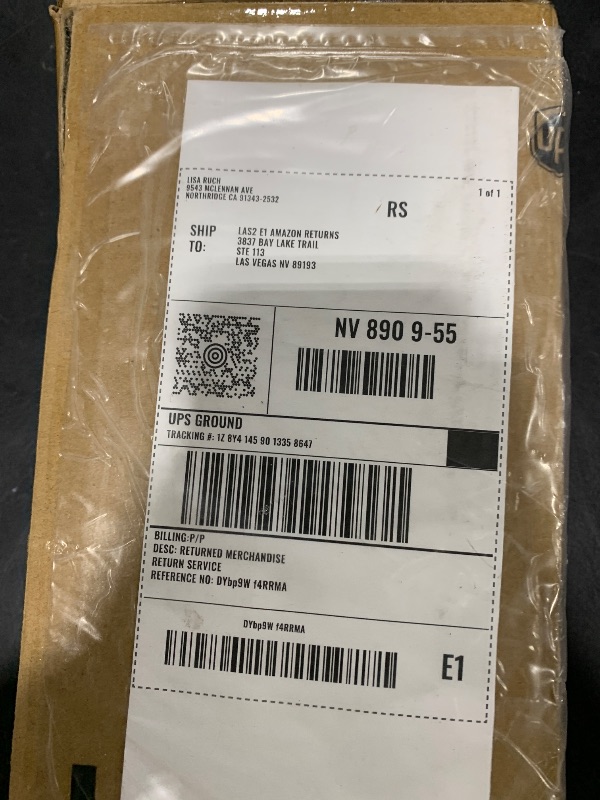 LISA RUCH
9543 MCLENNAN AVE
NORTHRIDGE CA 91343-2532
1 of 1
RS
SHIP TO:
LAS2 E1 AMAZON RETURNS
3837 BAY LAKE TRAIL
STE 113
LAS VEGAS NV 89193
NV 890 9-55
UPS GROUND
TRACKING #: 1Z 8Y4 145 90 1335 8647
BILLING:P/P
DESC: RETURNED MERCHANDISE
RETURN SERVICE
REFERENCE NO: DYbp9W f4RRMA
DYbp9W f4RRMA
E1